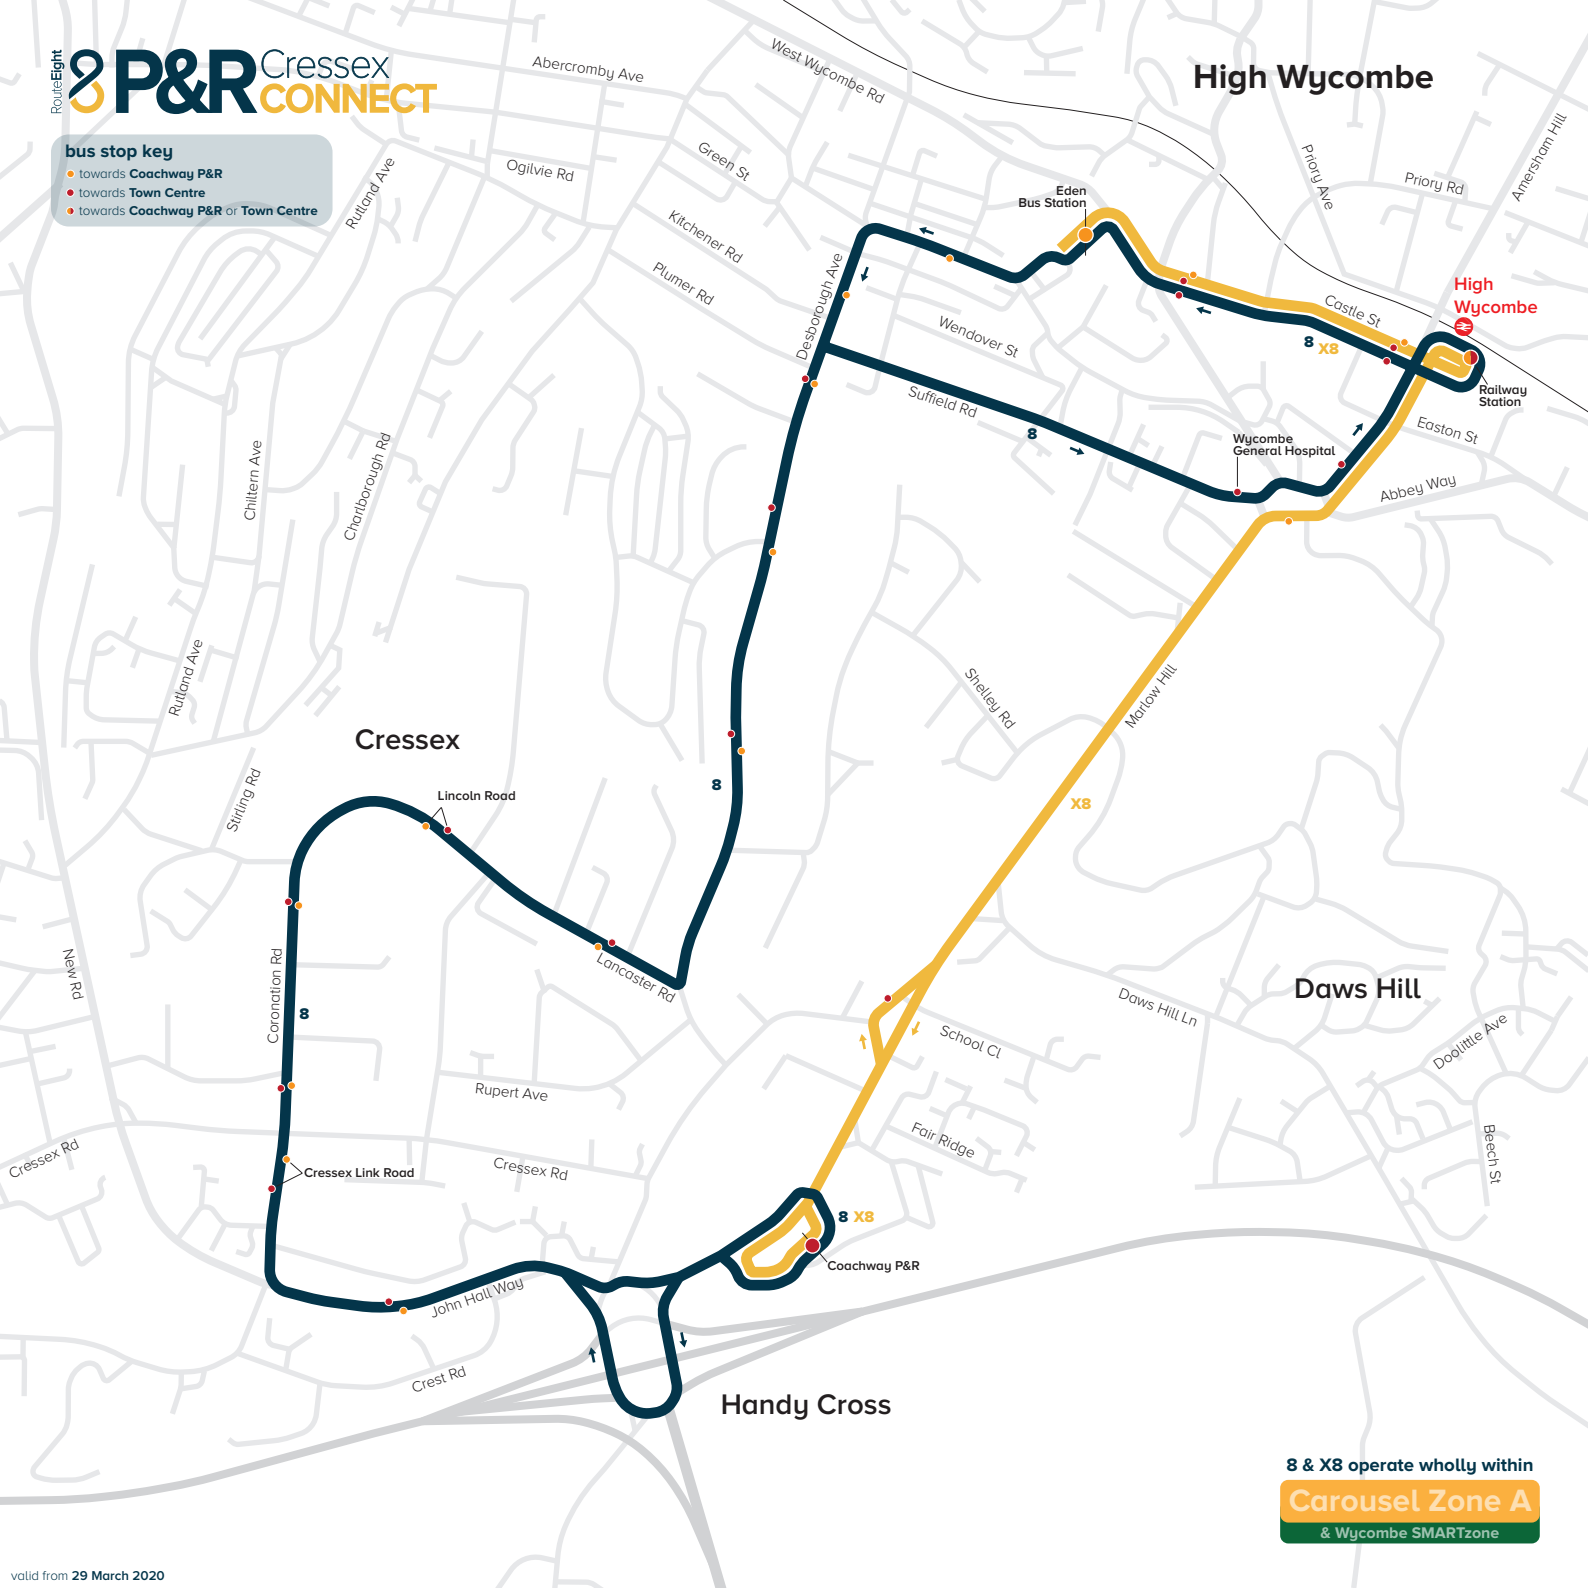 RouteEight
8 P&R Cressex
CONNECT
bus stop key
towards Coachway P&R
towards Town Centre
towards Coachway P&R or Town Centre
Abercromby Ave
West Wycombe Rd
High Wycombe
Amersham Hill
Priory Ave
Priory Rd
Green St
Ogilvie Rd
Rutland Ave
Eden
Bus Station
Kitchener Rd
Plumer Rd
Desborough Ave
High
Wycombe
Castle St
Wendover St
8
X8
Railway
Station
Suffield Rd
8
Easton St
Wycombe
General Hospital
Abbey Way
Chiltern Ave
Charlborough Rd
Rutland Ave
Shelley Rd
Marlow Hill
Cressex
Stirling Rd
8
Lincoln Road
X8
New Rd
Coronation Rd
Lancaster Rd
8
Daws Hill
Daws Hill Ln
School Cl
Doolittle Ave
Rupert Ave
Fair Ridge
Beech St
Cressex Rd
Cressex Link Road
Cressex Rd
8 X8
Coachway P&R
John Hall Way
Crest Rd
Handy Cross
8 & X8 operate wholly within
Carousel Zone A
& Wycombe SMARTzone
valid from 29 March 2020